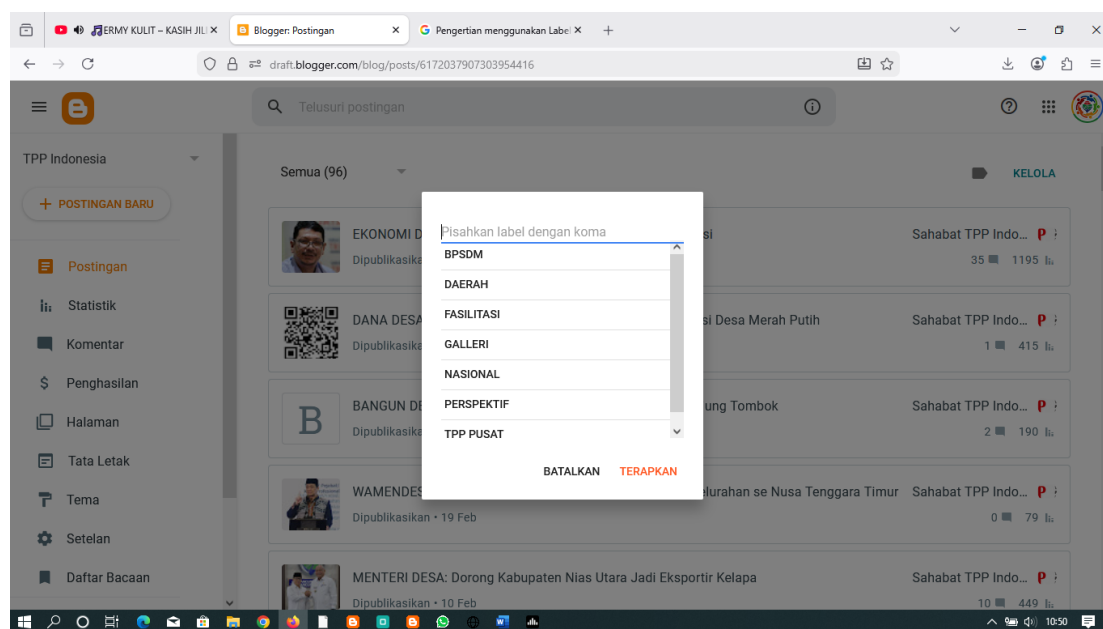 ERMY KULIT – KASIH JILI
Blogger: Postingan
Pengertian menggunakan Label
draft.blogger.com/blog/posts/6172037907303954416
Telusuri postingan
TPP Indonesia
Semua (96)
KELOLA
+ POSTINGAN BARU
Postingan
Statistik
Komentar
Penghasilan
Halaman
Tata Letak
Tema
Setelan
Daftar Bacaan
Pisahkan label dengan koma
BPSDM
DAERAH
FASILITASI
GALLERI
NASIONAL
PERSPEKTIF
TPP PUSAT
BATALKAN TERAPKAN
EKONOMI D
si
Sahabat TPP Indo...
Dipublikasika
35 1195
DANA DESA
si Desa Merah Putih
Sahabat TPP Indo...
Dipublikasika
1 415
B
BANGUN DE
ung Tombok
Sahabat TPP Indo...
Dipublikasika
2 190
WAMENDES
elurahan se Nusa Tenggara Timur
Sahabat TPP Indo...
Dipublikasikan • 19 Feb
0 79
MENTERI DESA: Dorong Kabupaten Nias Utara Jadi Eksportir Kelapa
Sahabat TPP Indo...
Dipublikasikan • 10 Feb
10 449
10:50